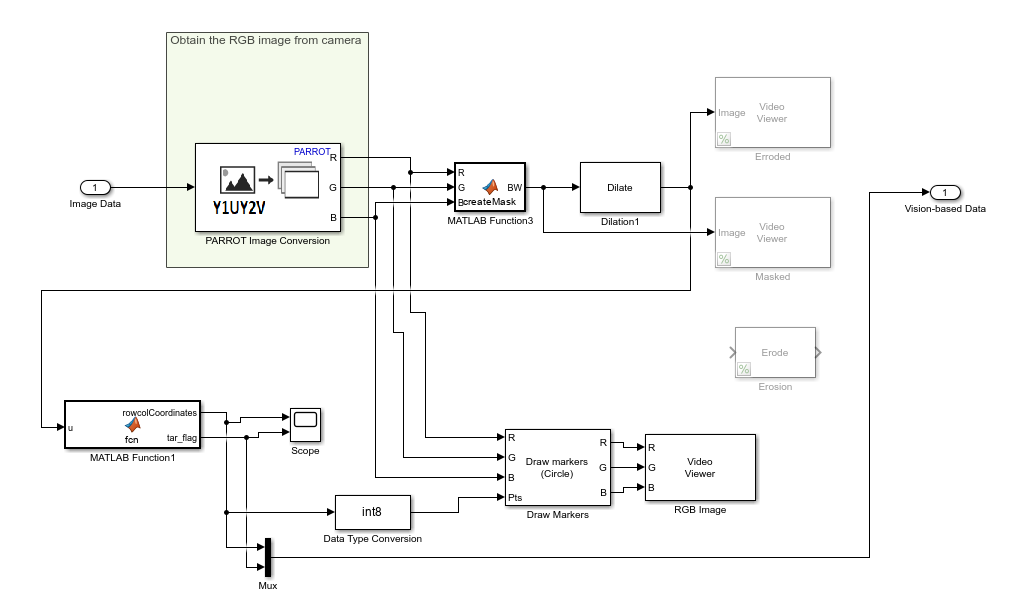 Obtain the RGB image from camera
PARROT
R
G
B
Y1UY2V
PARROT Image Conversion
1
Image Data
R
G
B
BW
createMask
MATLAB Function3
Dilate
Dilation1
Image
Video
Viewer
%
Erroded
Image
Video
Viewer
%
Masked
1
Vision-based Data
Erode
%
Erosion
u
rowcolCoordinates
fcn
tar_flag
MATLAB Function1
Scope
R
G
B
Pts
Draw markers
(Circle)
R
G
B
Draw Markers
R
G
B
Video
Viewer
RGB Image
int8
Data Type Conversion
Mux